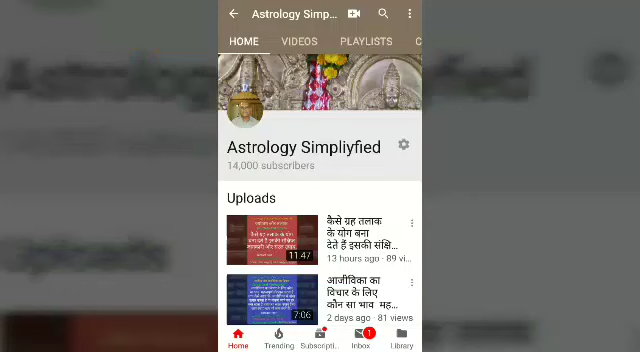 Astrology Simp...
HOME VIDEOS PLAYLISTS C
Astrology Simpliyfied
14,000 subscribers
Uploads
कैसे ग्रह तलाक
के योग बना
देते हैं इसकी संक्षि...
11:47
13 hours ago · 89 vi...
आजीविका का
विचार के लिए
कौन सा भाव मह...
7:06
2 days ago · 81 views
1
Home Trending Subscripti... Inbox Library